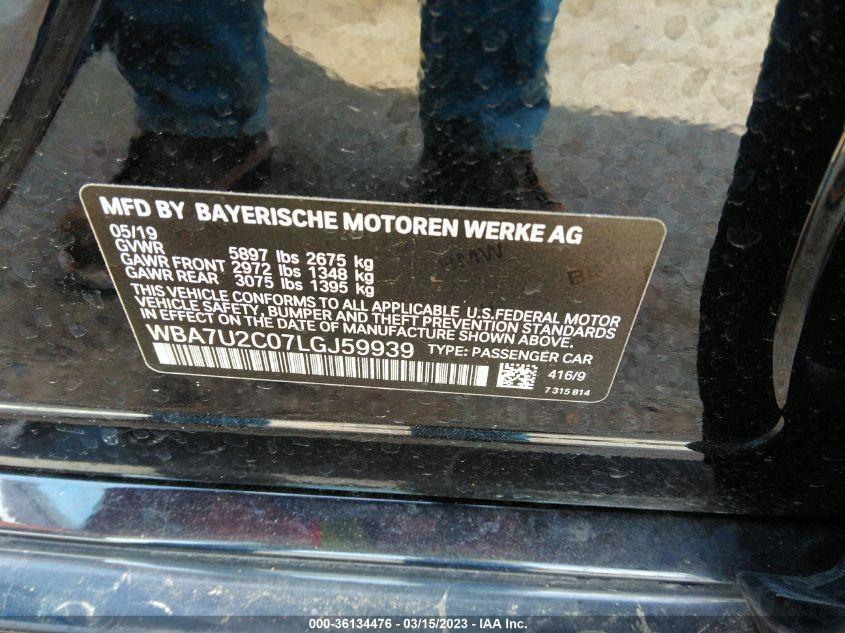 MFD BY BAYERISCHE MOTOREN WERKE AG
05/19
GVWR 5897 lbs 2675 kg
GAWR FRONT 2972 lbs 1348 kg
GAWR REAR 3075 lbs 1395 kg
THIS VEHICLE CONFORMS TO ALL APPLICABLE U.S.FEDERAL MOTOR
VEHICLE SAFETY, BUMPER AND THEFT PREVENTION STANDARDS
IN EFFECT ON THE DATE OF MANUFACTURE SHOWN ABOVE.
WBA7U2C07LGJ59939 TYPE: PASSENGER CAR
416/9
7 315 814
BMW
BMW
000-36134476 - 03/15/2023 - IAA Inc.